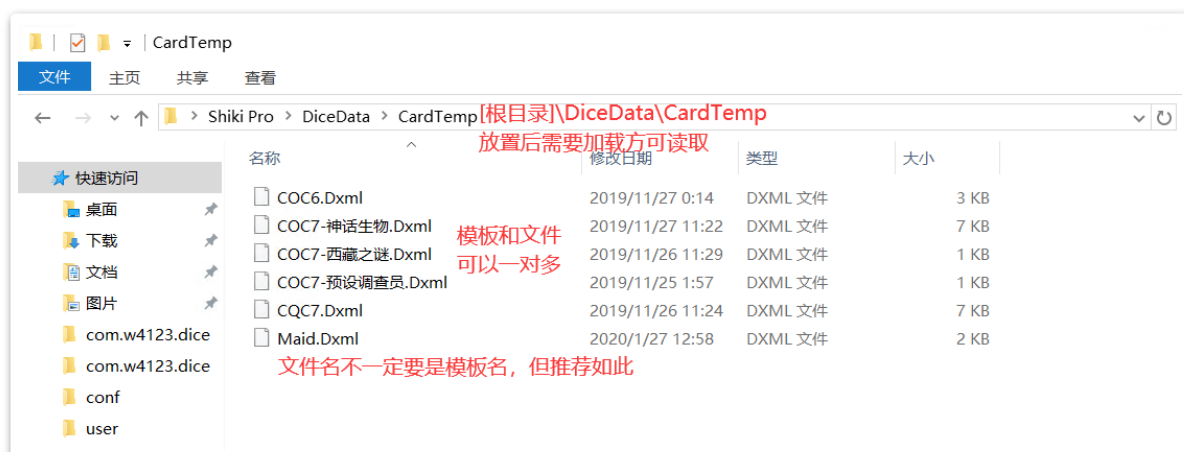 CardTemp
文件 主页 共享 查看
Shiki Pro > DiceData > CardTemp [根目录]\DiceData\CardTemp
放置后需要加载方可读取
名称 修改日期 类型 大小
快速访问
桌面
下载
文档
图片
com.w4123.dice
com.w4123.dice
conf
user
COC6.Dxml 2019/11/27 0:14 DXML 文件 3 KB
COC7-神话生物.Dxml 2019/11/27 11:22 DXML 文件 7 KB
COC7-西藏之谜.Dxml 2019/11/26 11:29 DXML 文件 1 KB
COC7-预设调查员.Dxml 2019/11/25 1:57 DXML 文件 1 KB
CQC7.Dxml 2019/11/26 11:24 DXML 文件 7 KB
Maid.Dxml 2020/1/27 12:58 DXML 文件 2 KB
模板和文件
可以一对多
文件名不一定要是模板名，但推荐如此